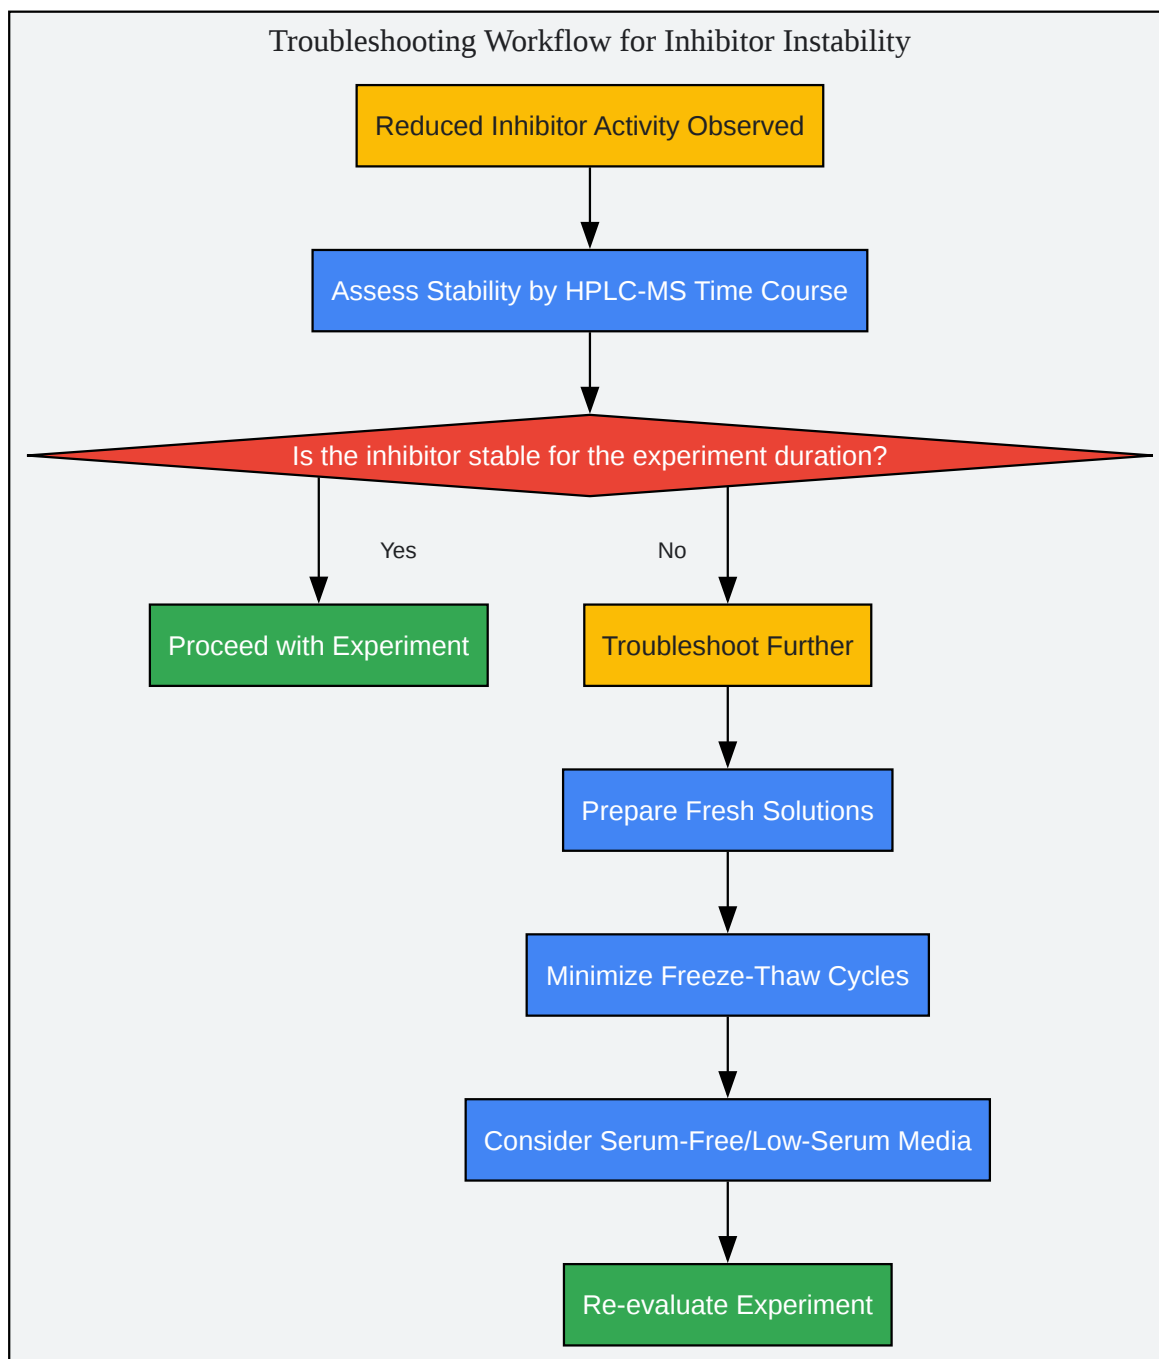 Troubleshooting Workflow for Inhibitor Instability
Reduced Inhibitor Activity Observed
Assess Stability by HPLC-MS Time Course
Is the inhibitor stable for the experiment duration?
Yes
No
Proceed with Experiment
Troubleshoot Further
Prepare Fresh Solutions
Minimize Freeze-Thaw Cycles
Consider Serum-Free/Low-Serum Media
Re-evaluate Experiment